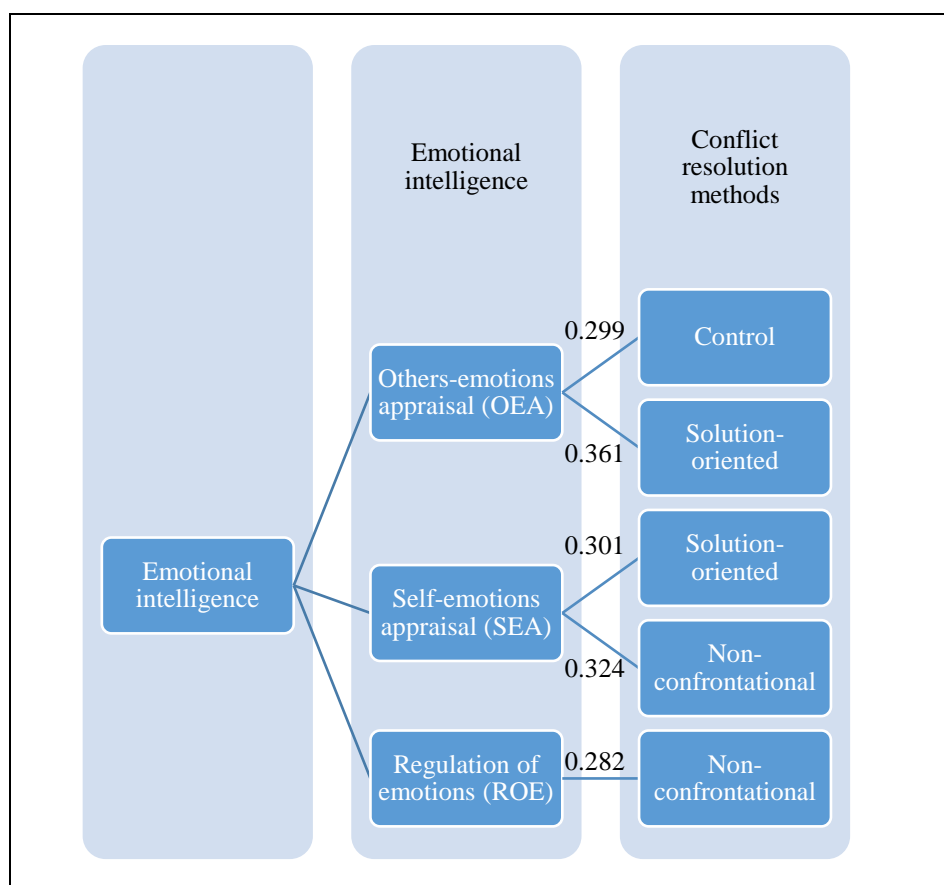 Emotional
intelligence
Conflict
resolution
methods
0.299
Control
Others-emotions
appraisal (OEA)
0.361
Solution-
oriented
0.301
Solution-
oriented
Emotional
intelligence
Self-emotions
appraisal (SEA)
0.324
Non-
confrontational
Regulation of
emotions (ROE)
0.282
Non-
confrontational